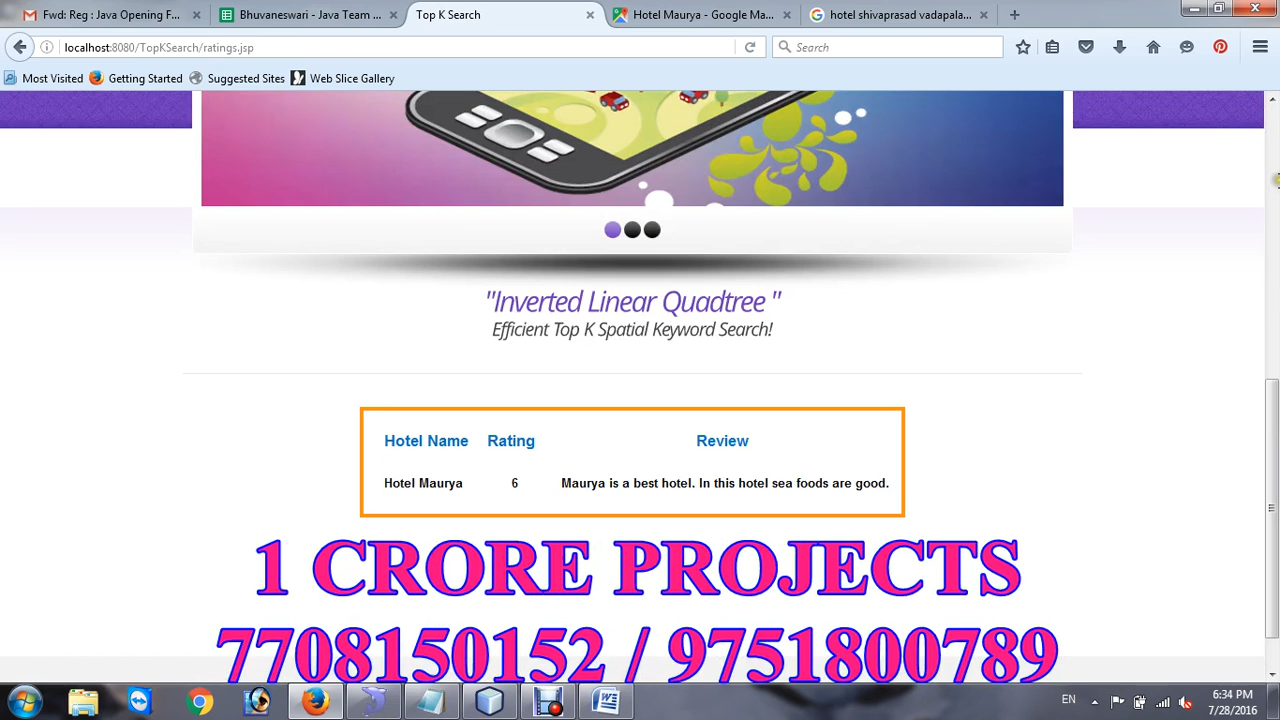 Fwd: Reg : Java Opening F...
Bhuvaneswari - Java Team ...
Top K Search
Hotel Maurya - Google Ma...
hotel shivaprasad vadapala...
localhost:8080/TopKSearch/ratings.jsp
Search
Most Visited
Getting Started
Suggested Sites
Web Slice Gallery
"Inverted Linear Quadtree "
Efficient Top K Spatial Keyword Search!
Hotel Name Rating Review
Hotel Maurya 6 Maurya is a best hotel. In this hotel sea foods are good.
1 CRORE PROJECTS
7708150152 / 9751800789
EN
6:34 PM
7/28/2016